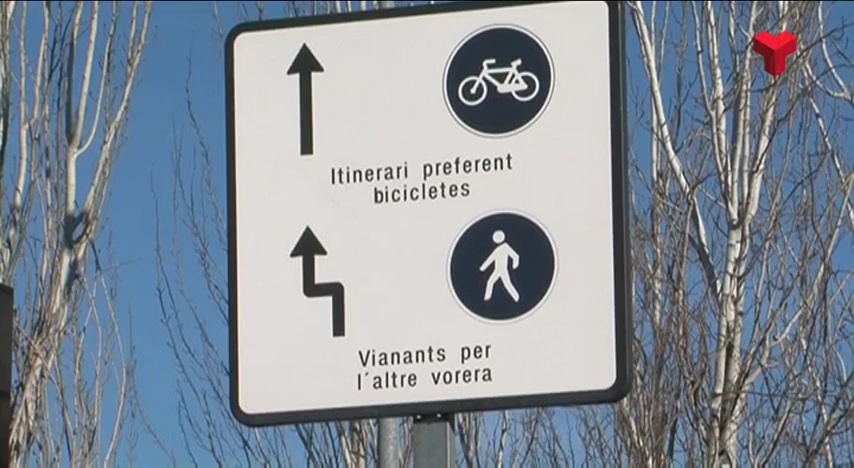 Itinerari preferent
bicicletes
Vianants per
l´altre vorera